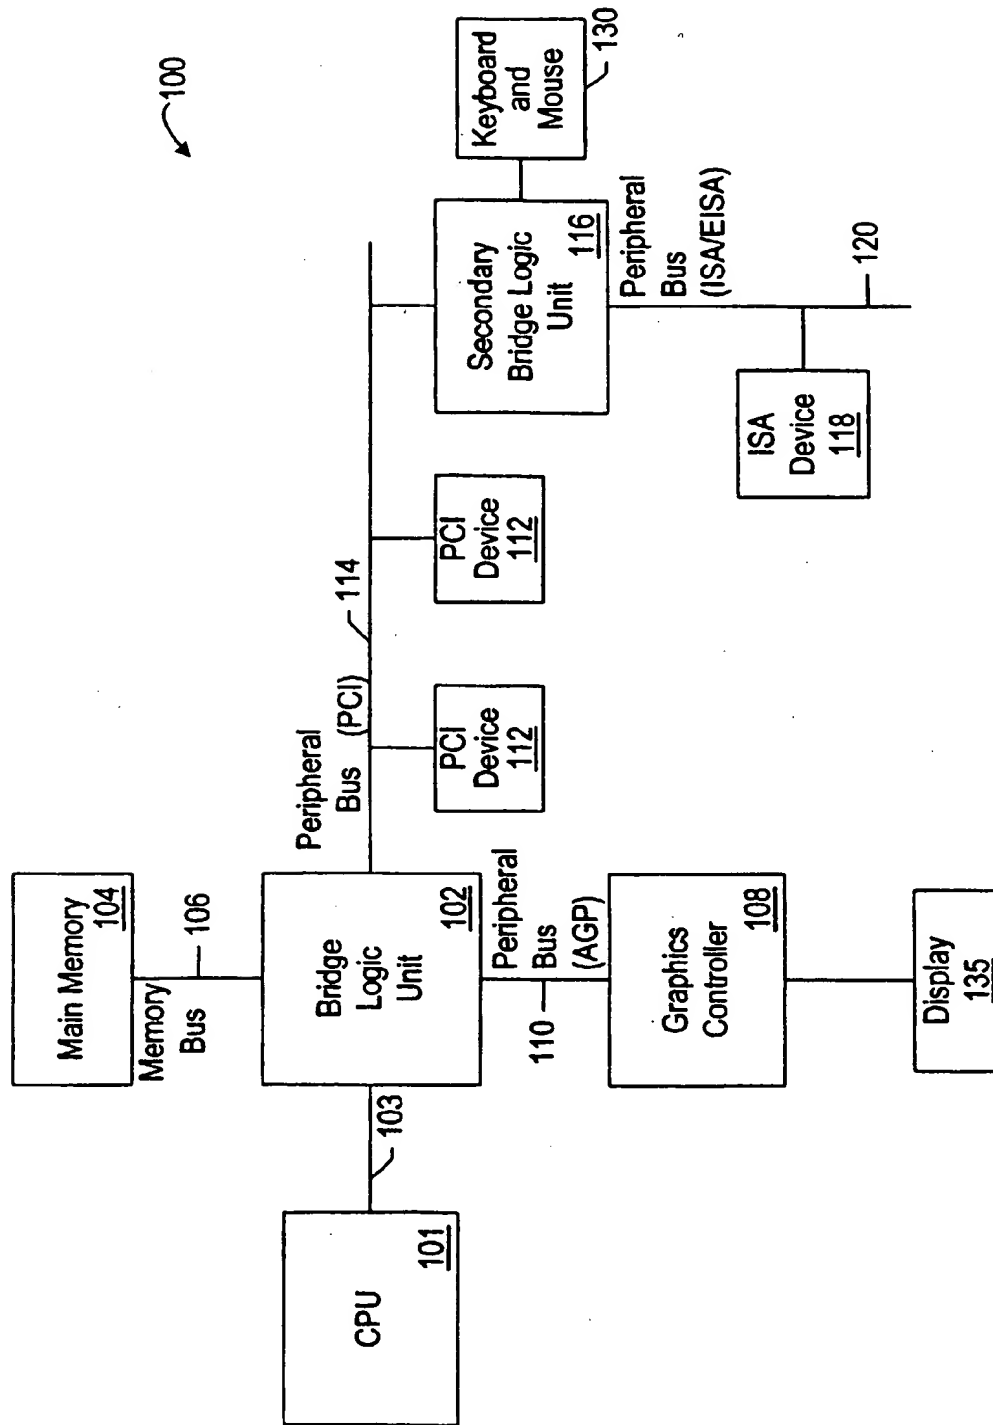 100
Main Memory
104
Memory
Bus
106
CPU
101
103
Bridge
Logic
Unit
102
Peripheral
Bus
(PCI)
114
PCI
Device
112
PCI
Device
112
Secondary
Bridge Logic
Unit
116
Keyboard
and
Mouse
130
Peripheral
Bus
(AGP)
110
Graphics
Controller
108
Display
135
Peripheral
Bus
(ISA/EISA)
120
ISA
Device
118